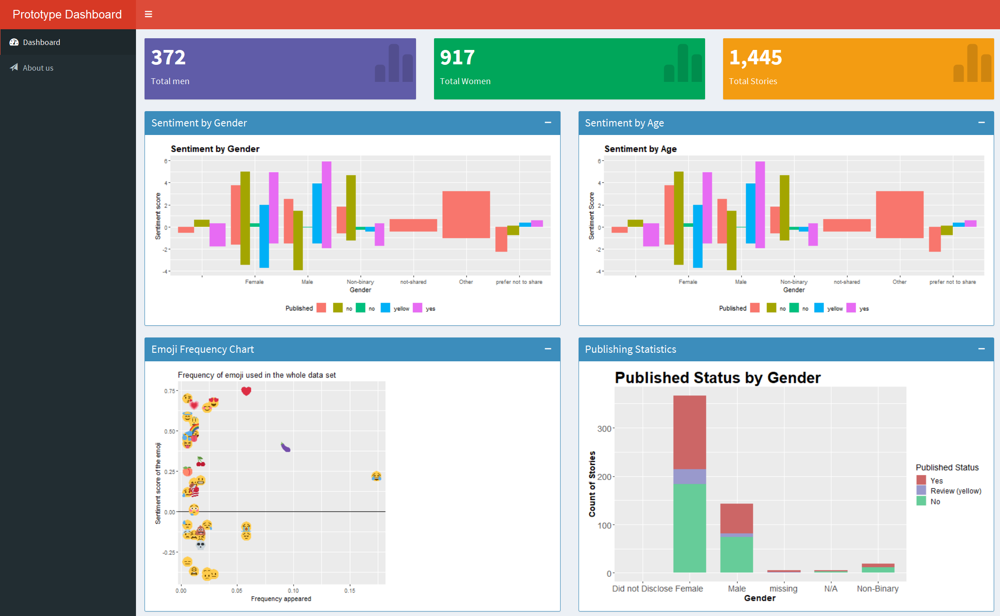 Prototype Dashboard
Dashboard
About us
372
Total men
917
Total Women
1,445
Total Stories
Sentiment by Gender
Sentiment by Gender
Sentiment score
6
4
2
0
-2
-4
Female Male Non-binary not-shared Other prefer not to share
Gender
Published no no yellow yes
Sentiment by Age
Sentiment by Age
Sentiment Score
6
4
2
0
-2
-4
Female Male Non-binary not-shared Other prefer not to share
Gender
Published no no yellow yes
Emoji Frequency Chart
Frequency of emoji used in the whole data set
Sentiment score of the emoji
0.75
0.50
0.25
0.00
-0.25
0.00 0.05 0.10 0.15
Frequency appeared
Publishing Statistics
Published Status by Gender
Count of Stories
300
200
100
0
Did not Disclose Female Male missing N/A Non-Binary
Gender
Published Status
Yes
Review (yellow)
No